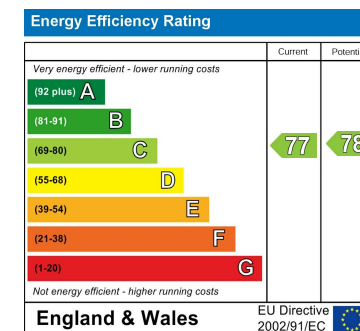 Energy Efficiency Rating
Current
Very energy efficient - lower running costs
(92 plus) A
(81-91) B
(69-80) C
77
78
(55-68) D
(39-54) E
(21-38) F
(1-20) G
Not energy efficient - higher running costs
England & Wales
EU Directive
2002/91/EC